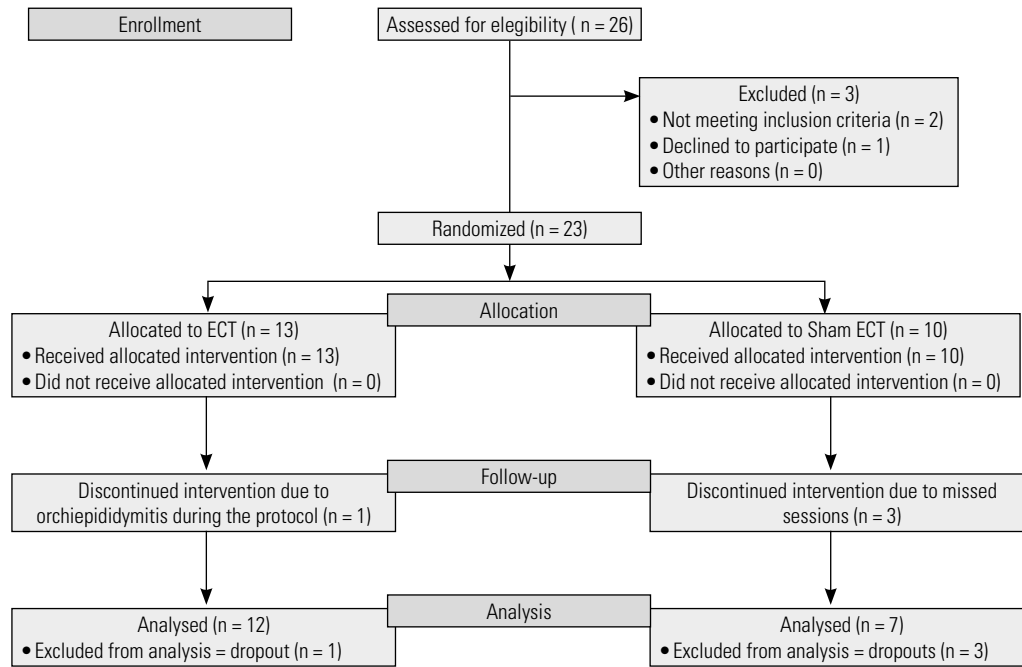 Enrollment
Assessed for elegibility ( n = 26)
Excluded (n = 3)
• Not meeting inclusion criteria (n = 2)
• Declined to participate (n = 1)
• Other reasons (n = 0)
Randomized (n = 23)
Allocation
Allocated to ECT (n = 13)
• Received allocated intervention (n = 13)
• Did not receive allocated intervention (n = 0)
Allocated to Sham ECT (n = 10)
• Received allocated intervention (n = 10)
• Did not receive allocated intervention (n = 0)
Follow-up
Discontinued intervention due to
orchiepididymitis during the protocol (n = 1)
Discontinued intervention due to missed
sessions (n = 3)
Analysis
Analysed (n = 12)
• Excluded from analysis = dropout (n = 1)
Analysed (n = 7)
• Excluded from analysis = dropouts (n = 3)